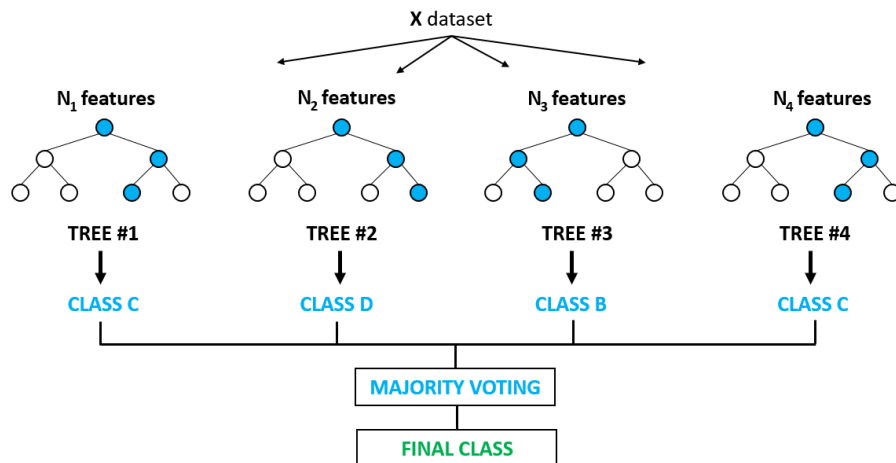 X dataset
N₁ features N₂ features N₃ features N₄ features
TREE #1 TREE #2 TREE #3 TREE #4
CLASS C CLASS D CLASS B CLASS C
MAJORITY VOTING
FINAL CLASS